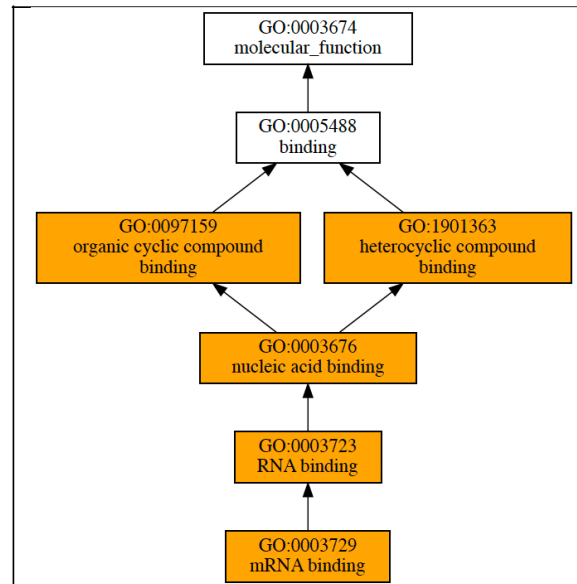 GO:0003674
molecular_function
GO:0005488
binding
GO:0097159
organic cyclic compound
binding
GO:1901363
heterocyclic compound
binding
GO:0003676
nucleic acid binding
GO:0003723
RNA binding
GO:0003729
mRNA binding